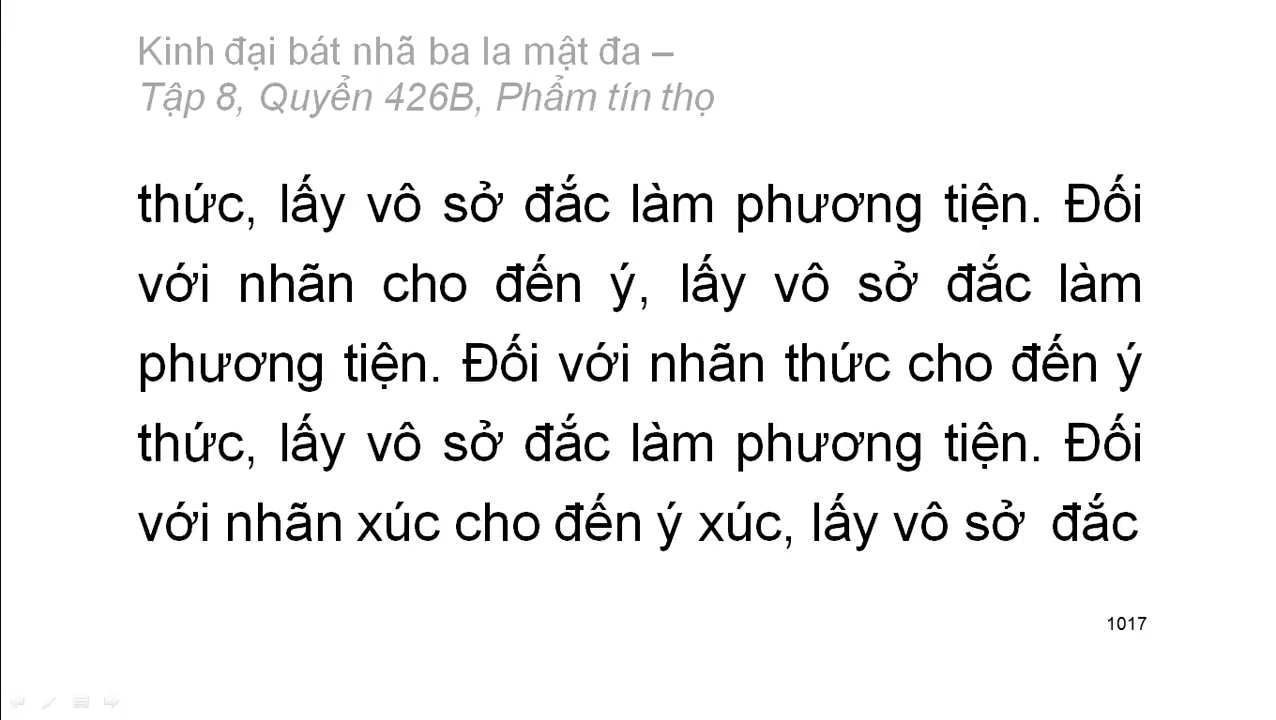 Kinh đại bát nhã ba la mật đa –
Tập 8, Quyển 426B, Phẩm tín thọ
thức, lấy vô sở đắc làm phương tiện. Đối
với nhãn cho đến ý, lấy vô sở đắc làm
phương tiện. Đối với nhãn thức cho đến ý
thức, lấy vô sở đắc làm phương tiện. Đối
với nhãn xúc cho đến ý xúc, lấy vô sở đắc
1017